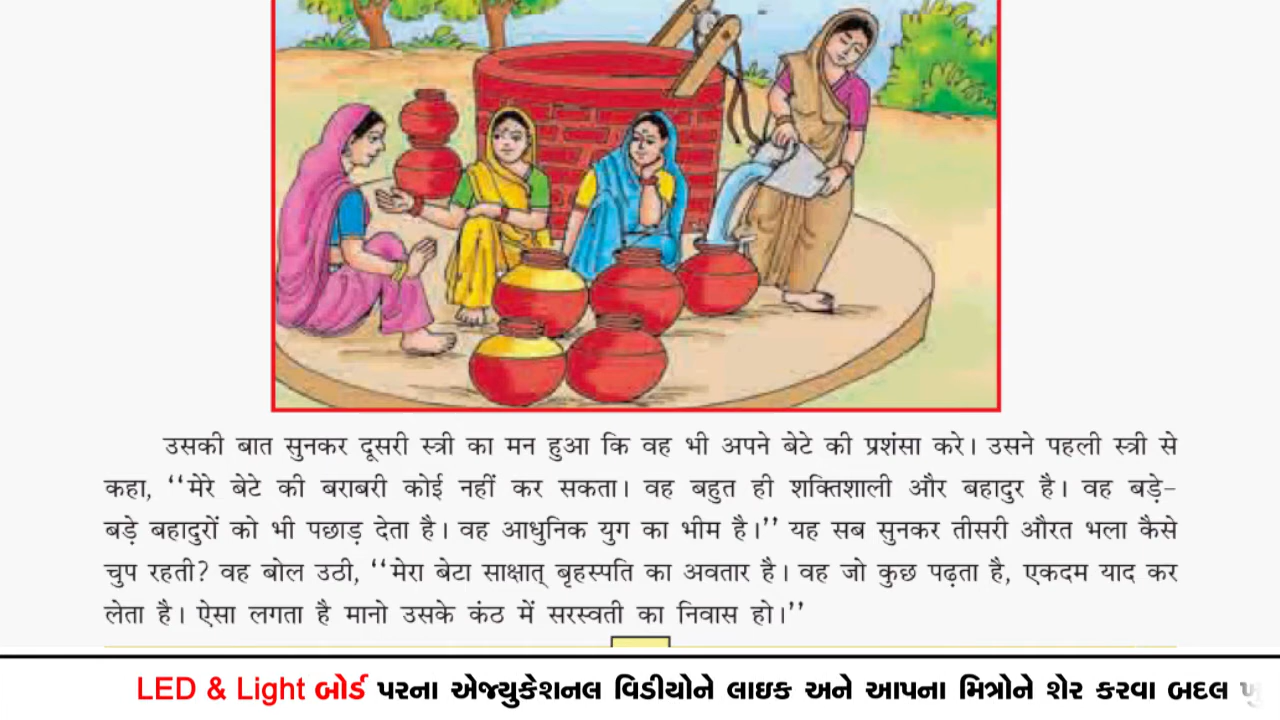 उसकी बात सुनकर दूसरी स्त्री का मन हुआ कि वह भी अपने बेटे की प्रशंसा करे। उसने पहली स्त्री से
कहा, ‘‘मेरे बेटे की बराबरी कोई नहीं कर सकता। वह बहुत ही शक्तिशाली और बहादुर है। वह बड़े-
बड़े बहादुरों को भी पछाड़ देता है। वह आधुनिक युग का भीम है।’’ यह सब सुनकर तीसरी औरत भला कैसे
चुप रहती? वह बोल उठी, ‘‘मेरा बेटा साक्षात् बृहस्पति का अवतार है। वह जो कुछ पढ़ता है, एकदम याद कर
लेता है। ऐसा लगता है मानो उसके कंठ में सरस्वती का निवास हो।’’
LED & Light બોર્ડ પરના એજ્યુકેશનલ વિડીયોને લાઇક અને આપના મિત્રોને શેર કરવા બદલ